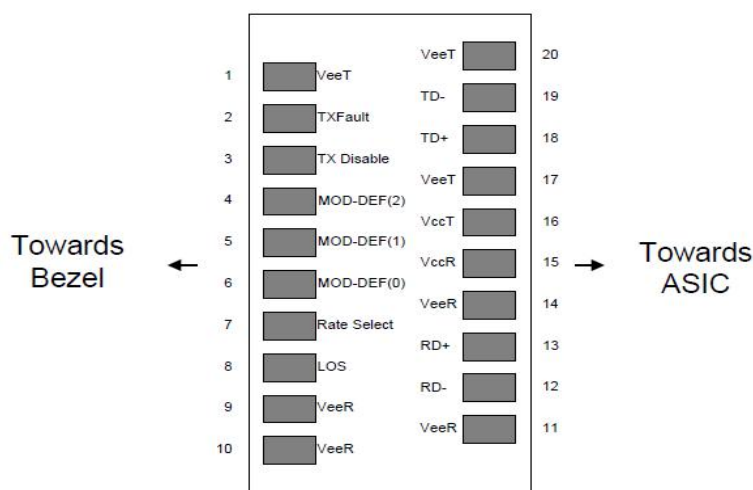 VeeT 20
1 VeeT
TD- 19
2 TXFault
TD+ 18
3 TX Disable
VeeT 17
4 MOD-DEF(2)
VccT 16
5 MOD-DEF(1)
Towards
Bezel
VccR 15
Towards
ASIC
6 MOD-DEF(0)
VeeR 14
7 Rate Select
RD+ 13
8 LOS
RD- 12
9 VeeR
VeeR 11
10 VeeR